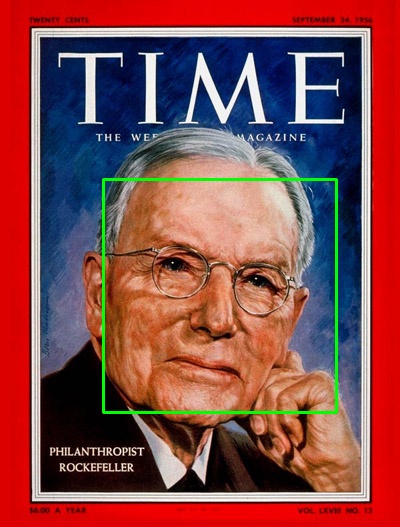 TWENTY CENTS SEPTEMBER 24, 1956
TIME
THE WEE MAGAZINE
PHILANTHROPIST
ROCKEFELLER
$6.00 A YEAR VOL. LXVIII NO. 13